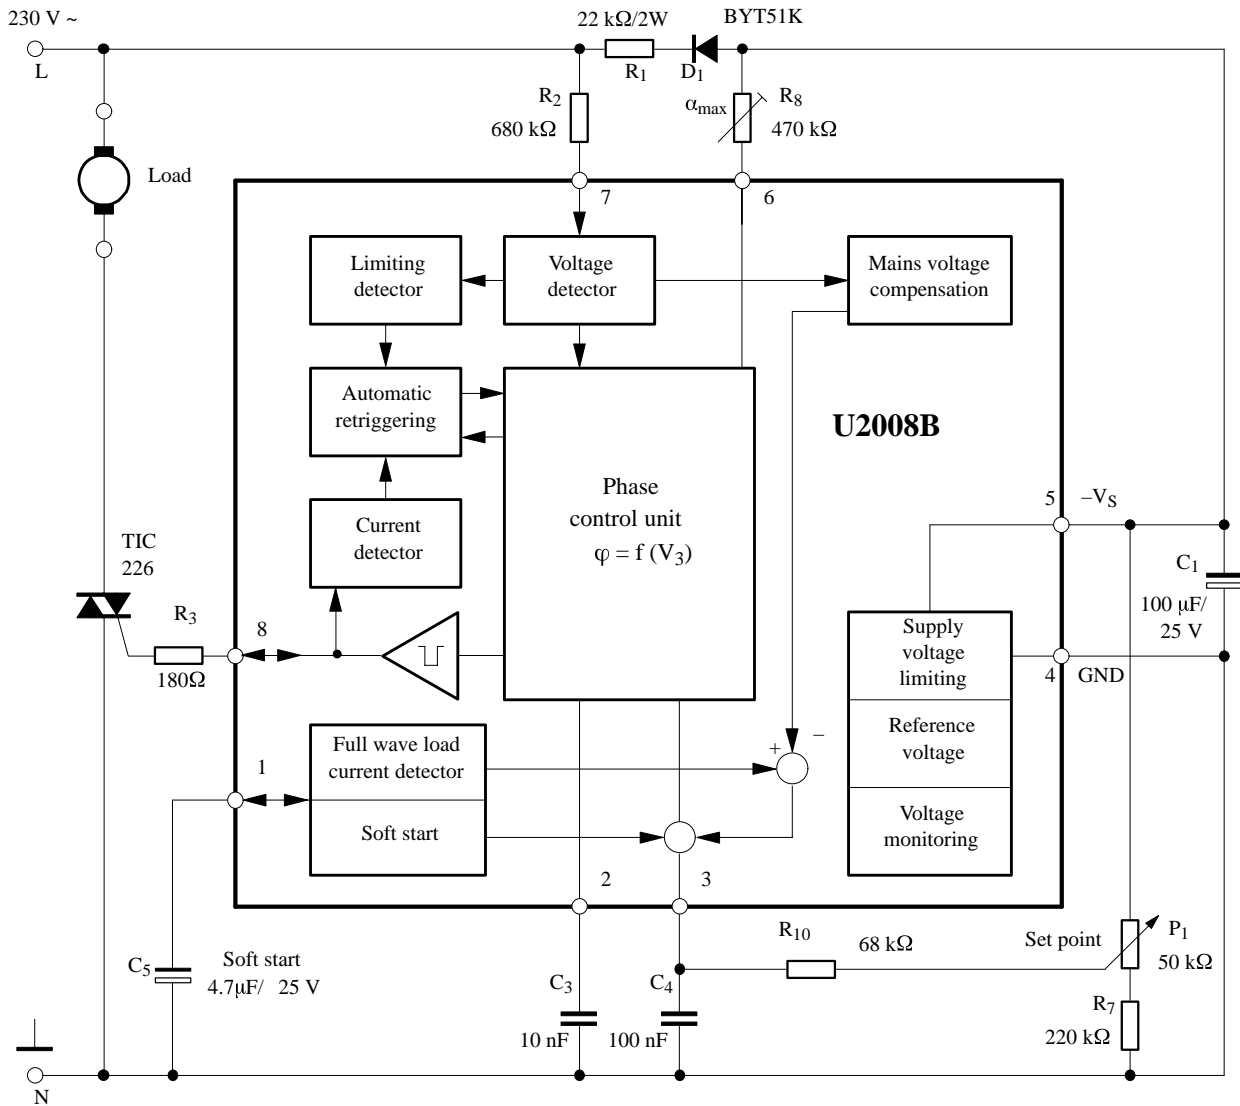 230 V ~
22 kΩ/2W
BYT51K
L
R1
D1
R2
680 kΩ
αmax
R8
470 kΩ
Load
7
6
Limiting
detector
Voltage
detector
Mains voltage
compensation
Automatic
retriggering
U2008B
Phase
control unit
φ = f (V3)
5
–VS
Current
detector
TIC
226
C1
100 µF/
25 V
R3
8
180Ω
Supply
voltage
limiting
4
GND
Full wave load
current detector
1
+
–
Reference
voltage
Soft start
Voltage
monitoring
2
3
R10
68 kΩ
Set point
P1
50 kΩ
C5
Soft start
4.7µF/ 25 V
C3
10 nF
C4
100 nF
R7
220 kΩ
N